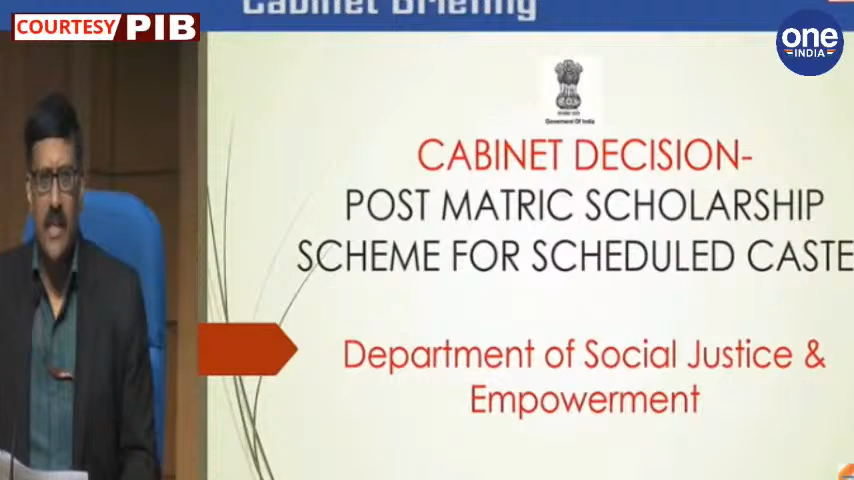 Cabinet Briefing
COURTESY PIB
one
INDIA
Government Of India
CABINET DECISION-
POST MATRIC SCHOLARSHIP
SCHEME FOR SCHEDULED CASTE
Department of Social Justice &
Empowerment